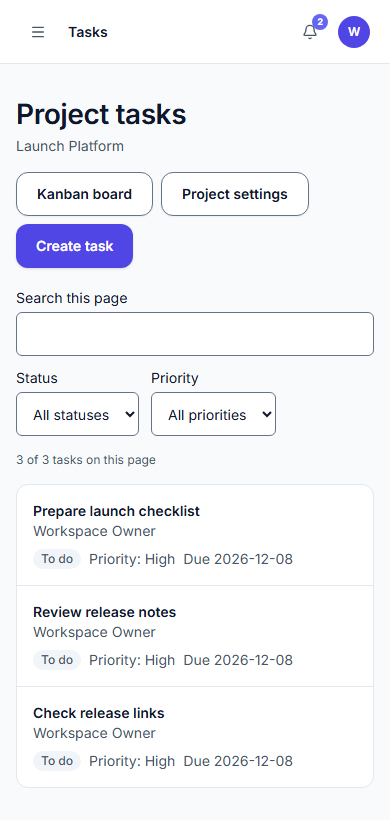 Tasks
2
W
Project tasks
Launch Platform
Kanban board
Project settings
Create task
Search this page
Status
Priority
All statuses
All priorities
3 of 3 tasks on this page
Prepare launch checklist
Workspace Owner
To do Priority: High Due 2026-12-08
Review release notes
Workspace Owner
To do Priority: High Due 2026-12-08
Check release links
Workspace Owner
To do Priority: High Due 2026-12-08